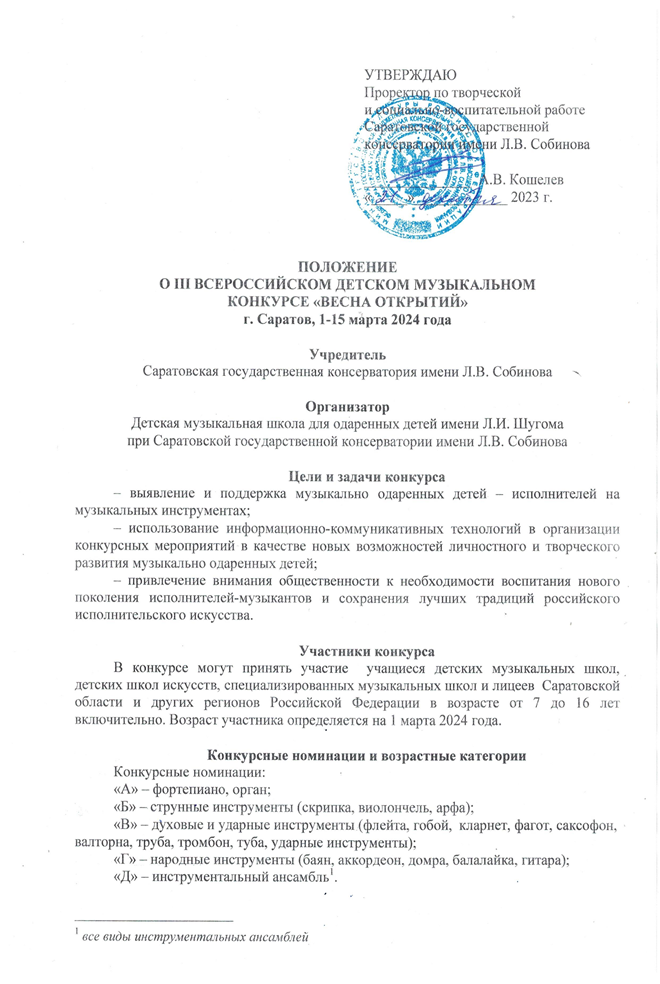 УТВЕРЖДАЮ
Проректор по творческой
и социально-воспитательной работе
Саратовской государственной
консерватории имени Л.В. Собинова
А.В. Кошелев
2023 г.
ПОЛОЖЕНИЕ
О III ВСЕРОССИЙСКОМ ДЕТСКОМ МУЗЫКАЛЬНОМ
КОНКУРСЕ «ВЕСНА ОТКРЫТИЙ»
г. Саратов, 1-15 марта 2024 года
Учредитель
Саратовская государственная консерватория имени Л.В. Собинова
Организатор
Детская музыкальная школа для одаренных детей имени Л.И. Шугома
при Саратовской государственной консерватории имени Л.В. Собинова
Цели и задачи конкурса
– выявление и поддержка музыкально одаренных детей – исполнителей на
музыкальных инструментах;
– использование информационно-коммуникативных технологий в организации
конкурсных мероприятий в качестве новых возможностей личностного и творческого
развития музыкально одаренных детей;
– привлечение внимания общественности к необходимости воспитания нового
поколения исполнителей-музыкантов и сохранения лучших традиций российского
исполнительского искусства.
Участники конкурса
В конкурсе могут принять участие учащиеся детских музыкальных школ,
детских школ искусств, специализированных музыкальных школ и лицеев Саратовской
области и других регионов Российской Федерации в возрасте от 7 до 16 лет
включительно. Возраст участника определяется на 1 марта 2024 года.
Конкурсные номинации и возрастные категории
Конкурсные номинации:
«А» – фортепиано, орган;
«Б» – струнные инструменты (скрипка, виолончель, арфа);
«В» – духовые и ударные инструменты (флейта, гобой, кларнет, фагот, саксофон,
валторна, труба, тромбон, туба, ударные инструменты);
«Г» – народные инструменты (баян, аккордеон, домра, балалайка, гитара);
«Д» – инструментальный ансамбль¹.
¹ все виды инструментальных ансамблей